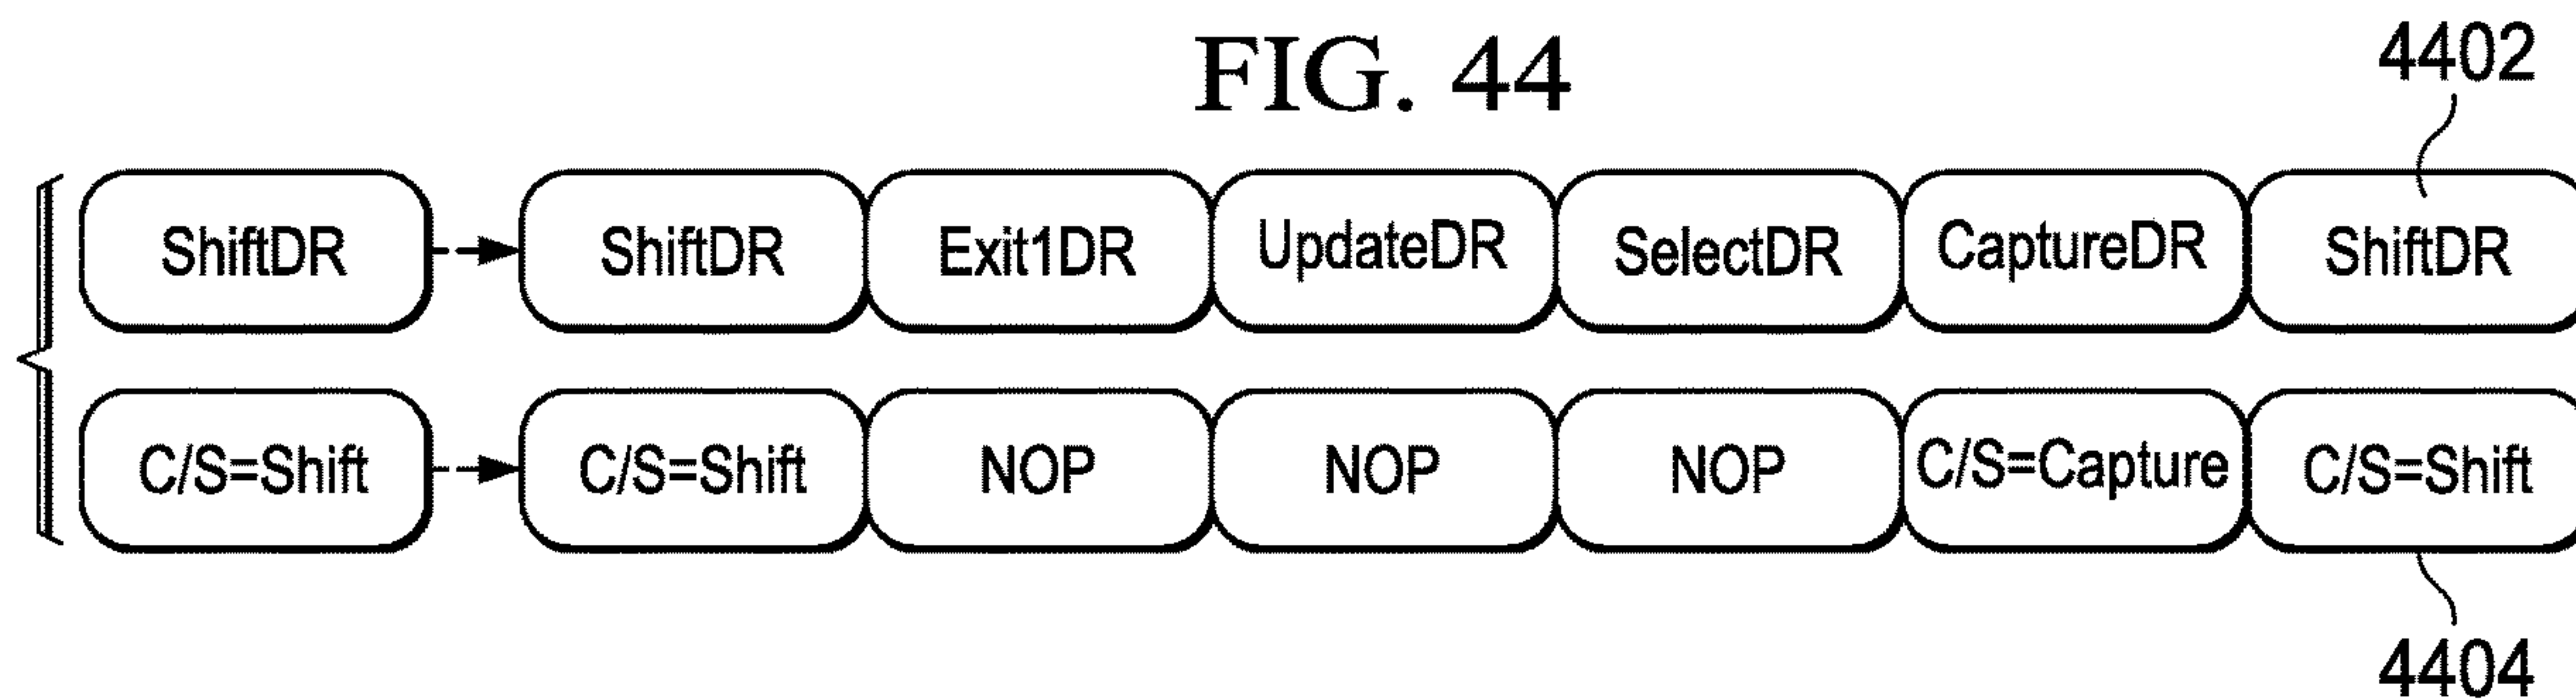 FIG. 44
4402
ShiftDR ShiftDR Exit1DR UpdateDR SelectDR CaptureDR ShiftDR
C/S=Shift C/S=Shift NOP NOP NOP C/S=Capture C/S=Shift
4404